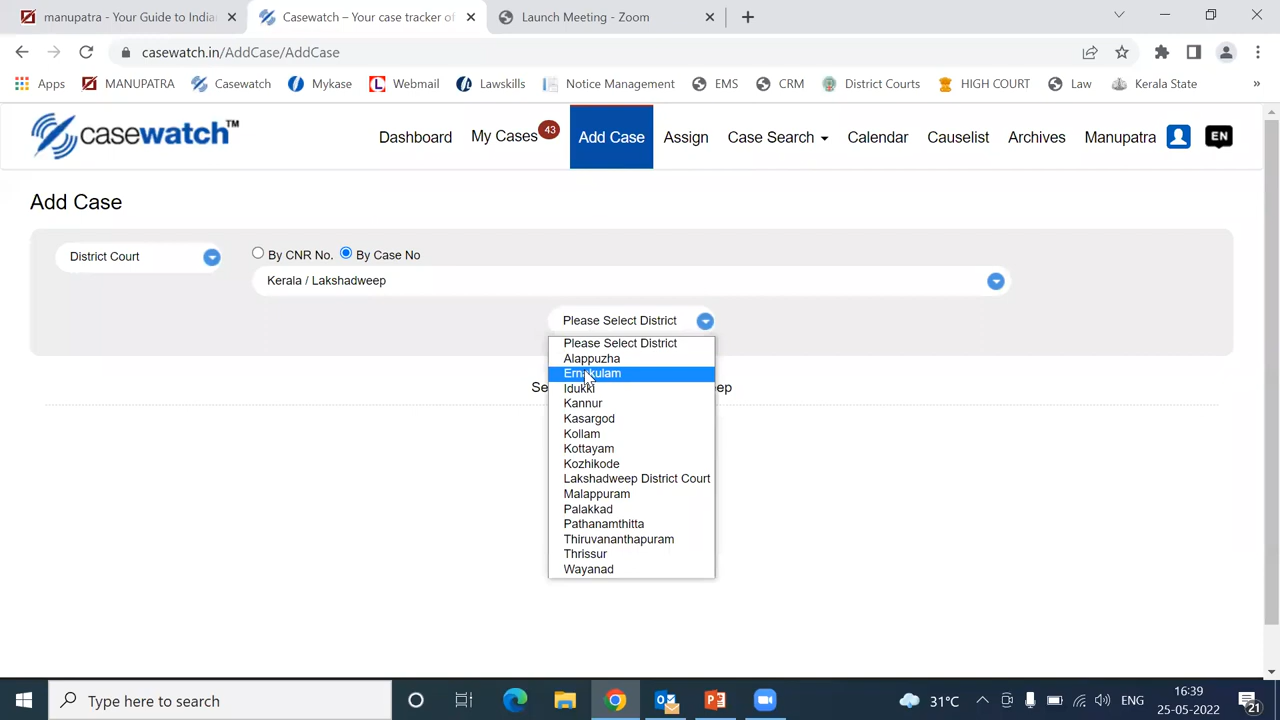 manupatra - Your Guide to India
Casewatch – Your case tracker of
Launch Meeting - Zoom
casewatch.in/AddCase/AddCase
Apps MANUPATRA Casewatch Mykase Webmail Lawskills Notice Management EMS CRM District Courts HIGH COURT Law Kerala State »
casewatch™
Dashboard My Cases 43 Add Case Assign Case Search Calendar Causelist Archives Manupatra EN
Add Case
District Court
By CNR No. By Case No
Kerala / Lakshadweep
Please Select District
Please Select District
Alappuzha
Ernakulam
Idukki
Kannur
Kasargod
Kollam
Kottayam
Kozhikode
Lakshadweep District Court
Malappuram
Palakkad
Pathanamthitta
Thiruvananthapuram
Thrissur
Wayanad
Type here to search
31°C
ENG
16:39
25-05-2022
21